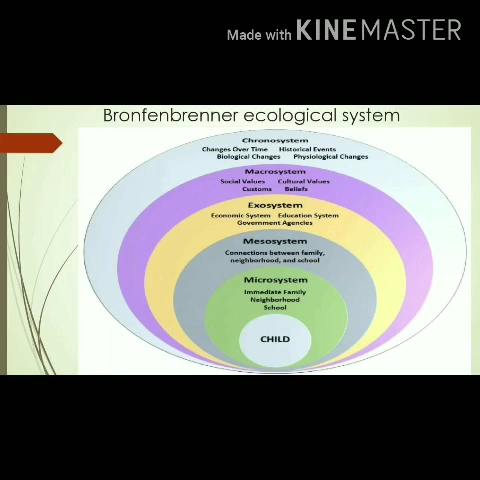 Made with KINEMASTER
Bronfenbrenner ecological system
Chronosystem
Changes Over Time Historical Events
Biological Changes Physiological Changes
Macrosystem
Social Values Cultural Values
Customs Beliefs
Exosystem
Economic System Education System
Government Agencies
Mesosystem
Connections between family,
neighborhood, and school
Microsystem
Immediate Family
Neighborhood
School
CHILD